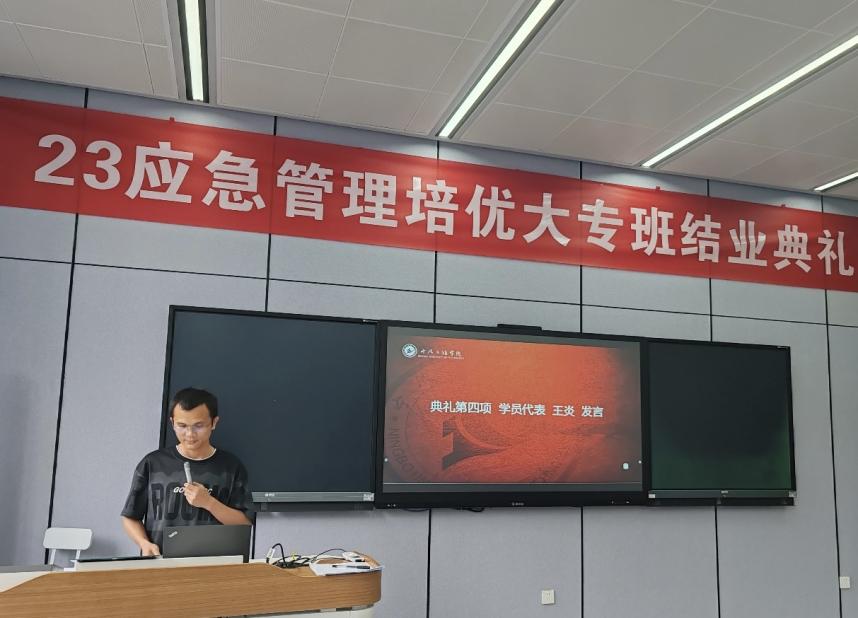 23应急管理培优大专班结业典礼
典礼第四项 学员代表 王炎 发言